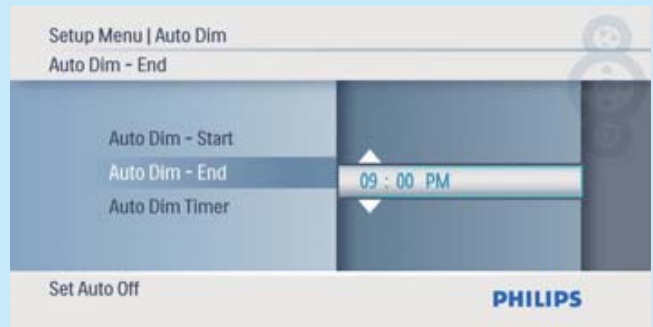 Setup Menu | Auto Dim
Auto Dim - End
Auto Dim - Start
Auto Dim - End
09 : 00 PM
Auto Dim Timer
Set Auto Off
PHILIPS